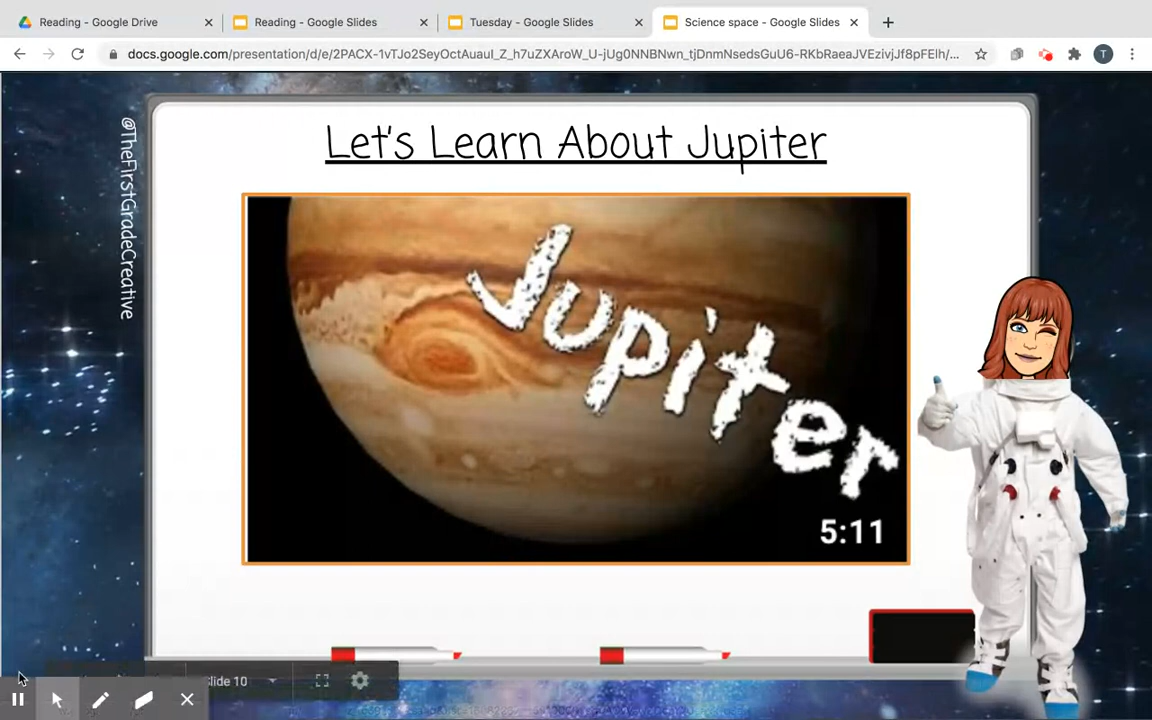 Reading - Google Drive
Reading - Google Slides
Tuesday - Google Slides
Science space - Google Slides
docs.google.com/presentation/d/e/2PACX-1vTJo2SeyOctAuauI_Z_h7uZXAroW_U-jUg0NNBNwn_tjDnmNsedsGuU6-RKbRaeaJVEzivjJf8pFEIh/...
T
@TheFirstGradeCreative
Let's Learn About Jupiter
Jupiter
5:11
lide 10